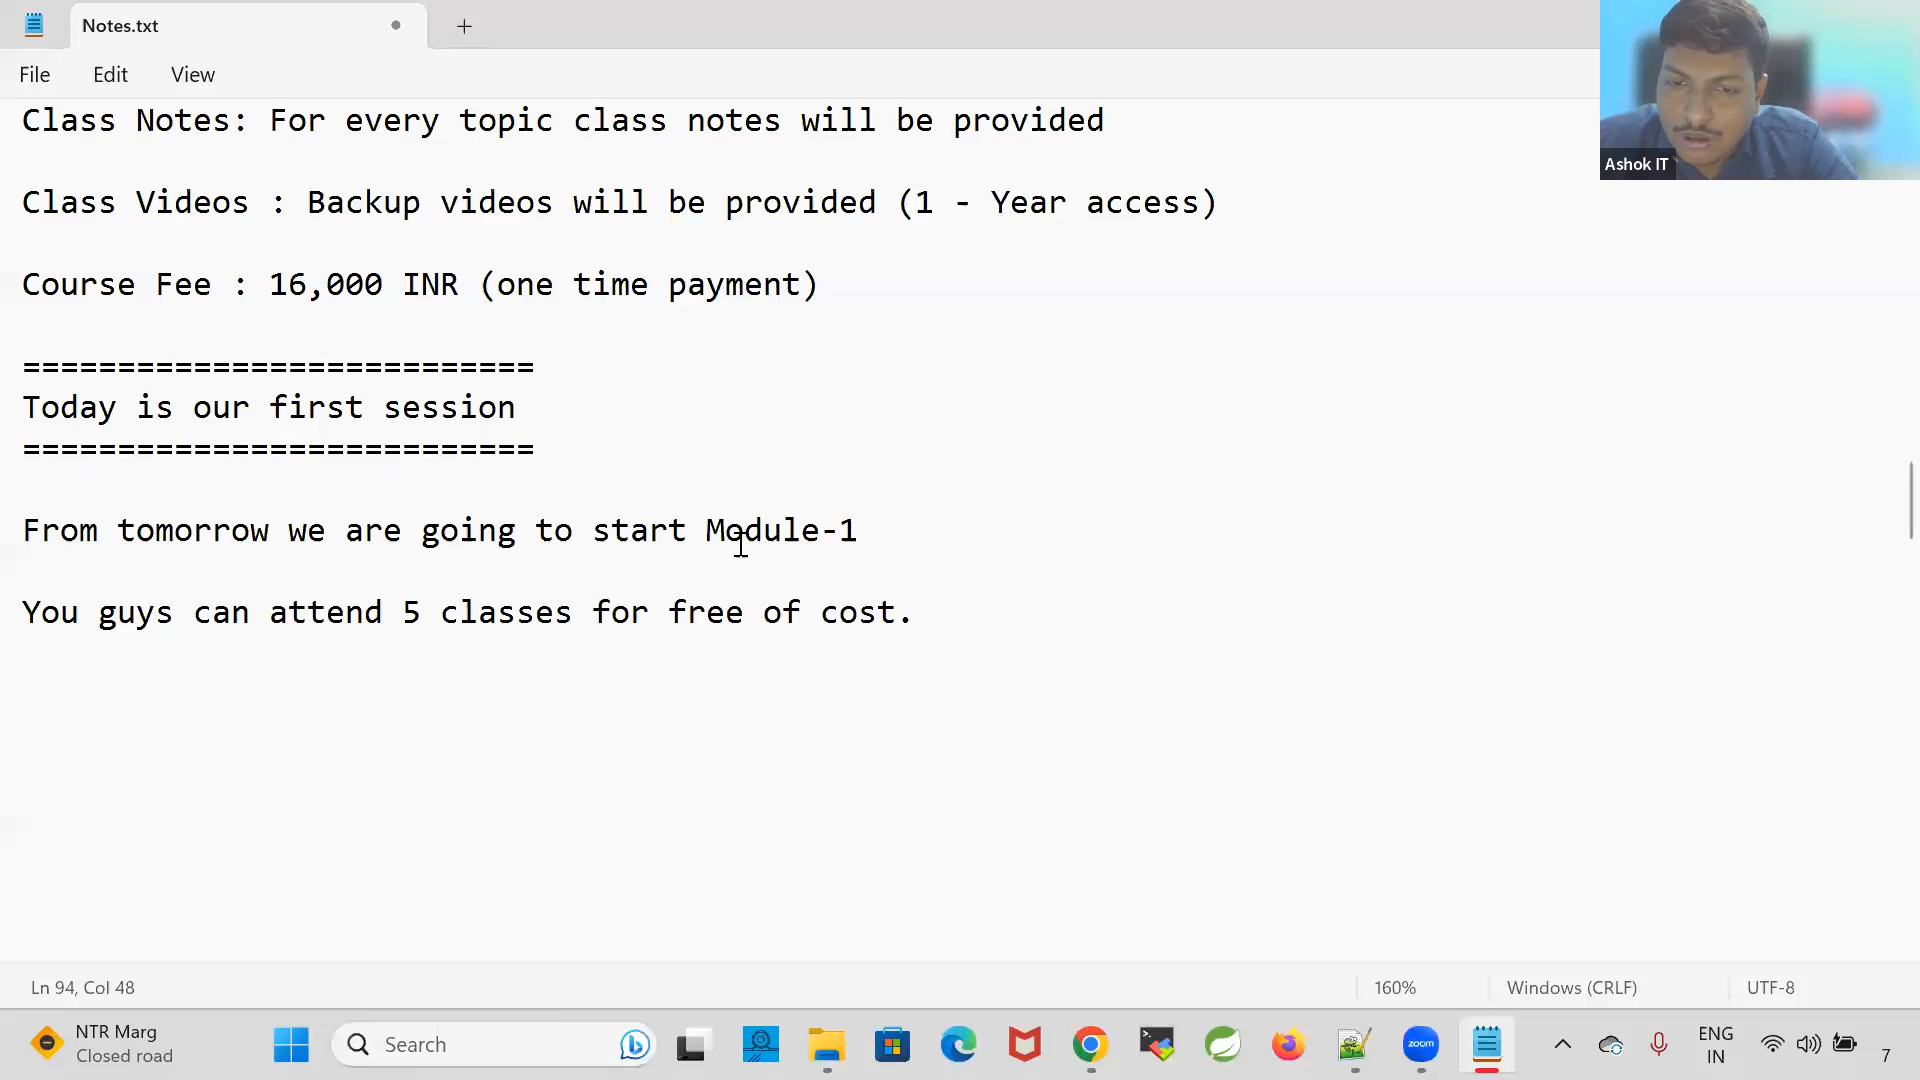 Notes.txt
File Edit View
Class Notes: For every topic class notes will be provided
Class Videos : Backup videos will be provided (1 - Year access)
Course Fee : 16,000 INR (one time payment)
===========================
Today is our first session
===========================
From tomorrow we are going to start Module-1
You guys can attend 5 classes for free of cost.
Ashok IT
Ln 94, Col 48
160%
Windows (CRLF)
UTF-8
NTR Marg
Closed road
Search
zoom
ENG
IN
7